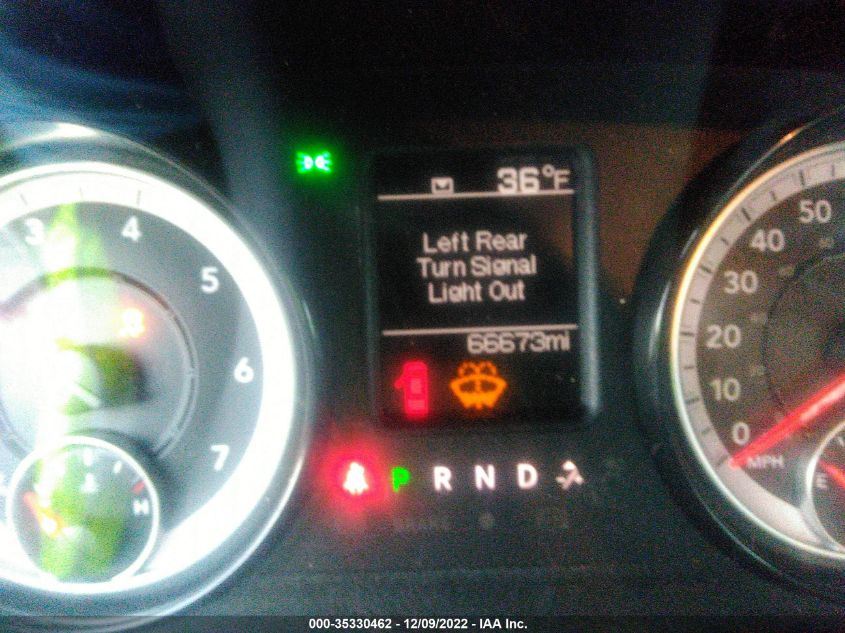 36°F
Left Rear
Turn Signal
Light Out
66673mi
P R N D
3
4
5
6
7
H
50
40
30
20
10
0
MPH
E
000-35330462 - 12/09/2022 - IAA Inc.